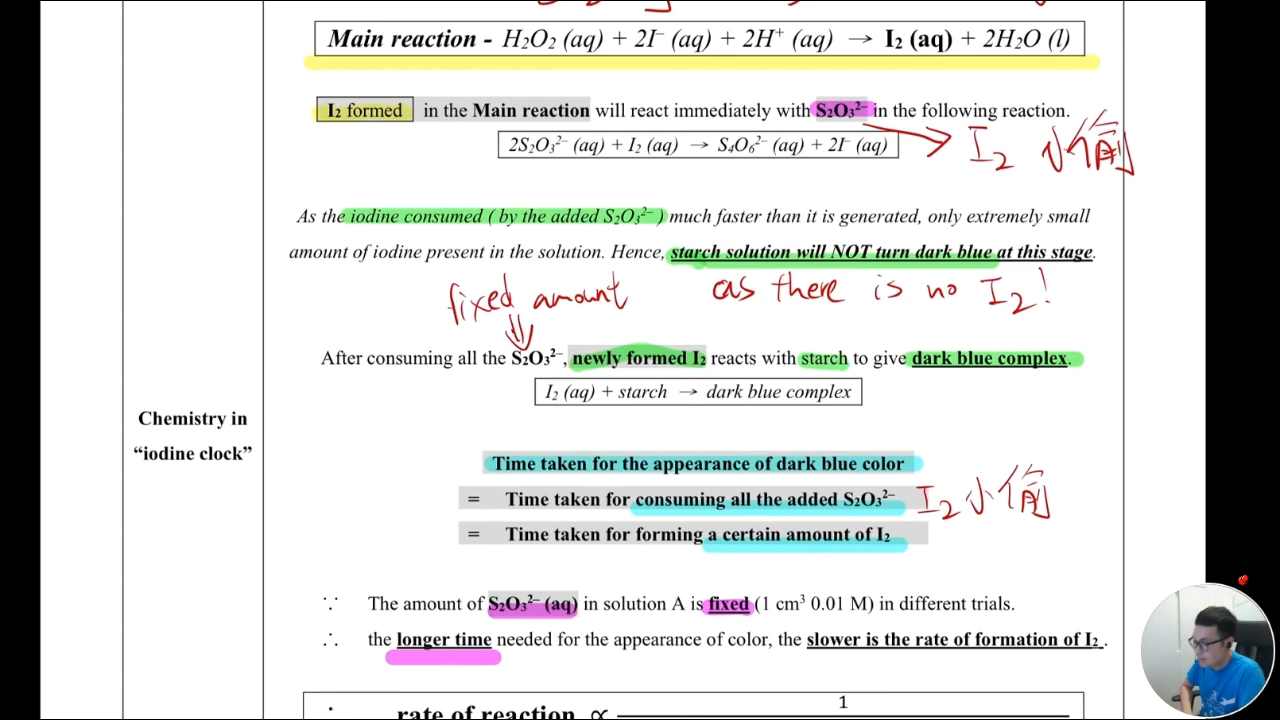 Main reaction - H₂O₂ (aq) + 2I⁻ (aq) + 2H⁺ (aq) → I₂ (aq) + 2H₂O (l)
I₂ formed in the Main reaction will react immediately with S₂O₃²⁻ in the following reaction.
2S₂O₃²⁻ (aq) + I₂ (aq) → S₄O₆²⁻ (aq) + 2I⁻ (aq)
I₂ 小偷
As the iodine consumed ( by the added S₂O₃²⁻ ) much faster than it is generated, only extremely small
amount of iodine present in the solution. Hence, starch solution will NOT turn dark blue at this stage.
fixed amount as there is no I₂!
After consuming all the S₂O₃²⁻, newly formed I₂ reacts with starch to give dark blue complex.
I₂ (aq) + starch → dark blue complex
Chemistry in
“iodine clock”
Time taken for the appearance of dark blue color
= Time taken for consuming all the added S₂O₃²⁻ I₂ 小偷
= Time taken for forming a certain amount of I₂
∵ The amount of S₂O₃²⁻ (aq) in solution A is fixed (1 cm³ 0.01 M) in different trials.
∴ the longer time needed for the appearance of color, the slower is the rate of formation of I₂ .
rate of reaction ∝ 1